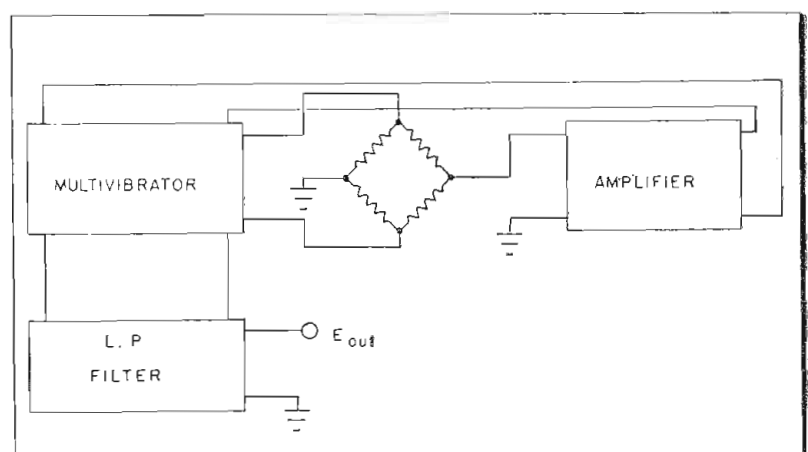 MULTIVIBRATOR
AMPLIFIER
L. P
FILTER
E out